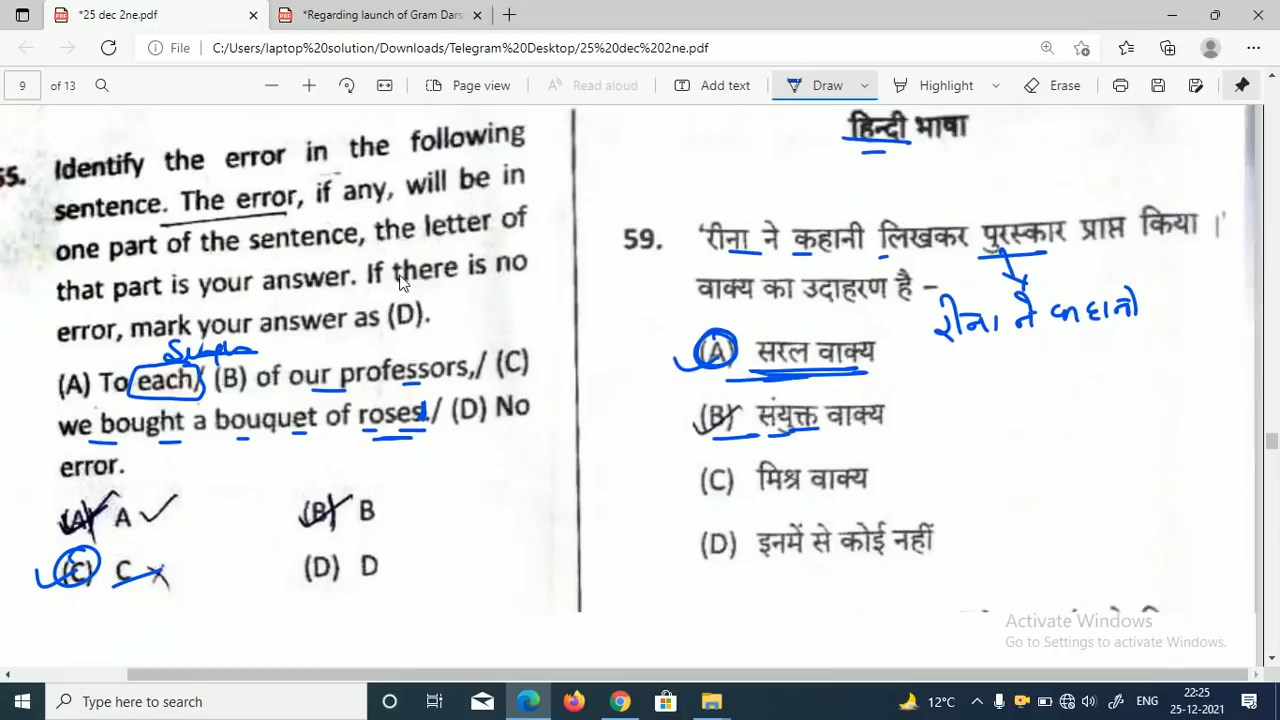 *25 dec 2ne.pdf
*Regarding launch of Gram Dars
File
C:/Users/laptop%20solution/Downloads/Telegram%20Desktop/25%20dec%202ne.pdf
9 of 13
Page view
Read aloud
Add text
Draw
Highlight
Erase
55. Identify the error in the following
sentence. The error, if any, will be in
one part of the sentence, the letter of
that part is your answer. If there is no
error, mark your answer as (D).
(A) To each/ (B) of our professors,/ (C)
we bought a bouquet of roses./ (D) No
error.
(A) A
(B) B
(C) C
(D) D
हिन्दी भाषा
59. 'रीना ने कहानी लिखकर पुरस्कार प्राप्त किया ।'
वाक्य का उदाहरण है –
रीना ने कहानी
(A) सरल वाक्य
(B) संयुक्त वाक्य
(C) मिश्र वाक्य
(D) इनमें से कोई नहीं
Activate Windows
Go to Settings to activate Windows.
Type here to search
12°C
ENG
22:25
25-12-2021